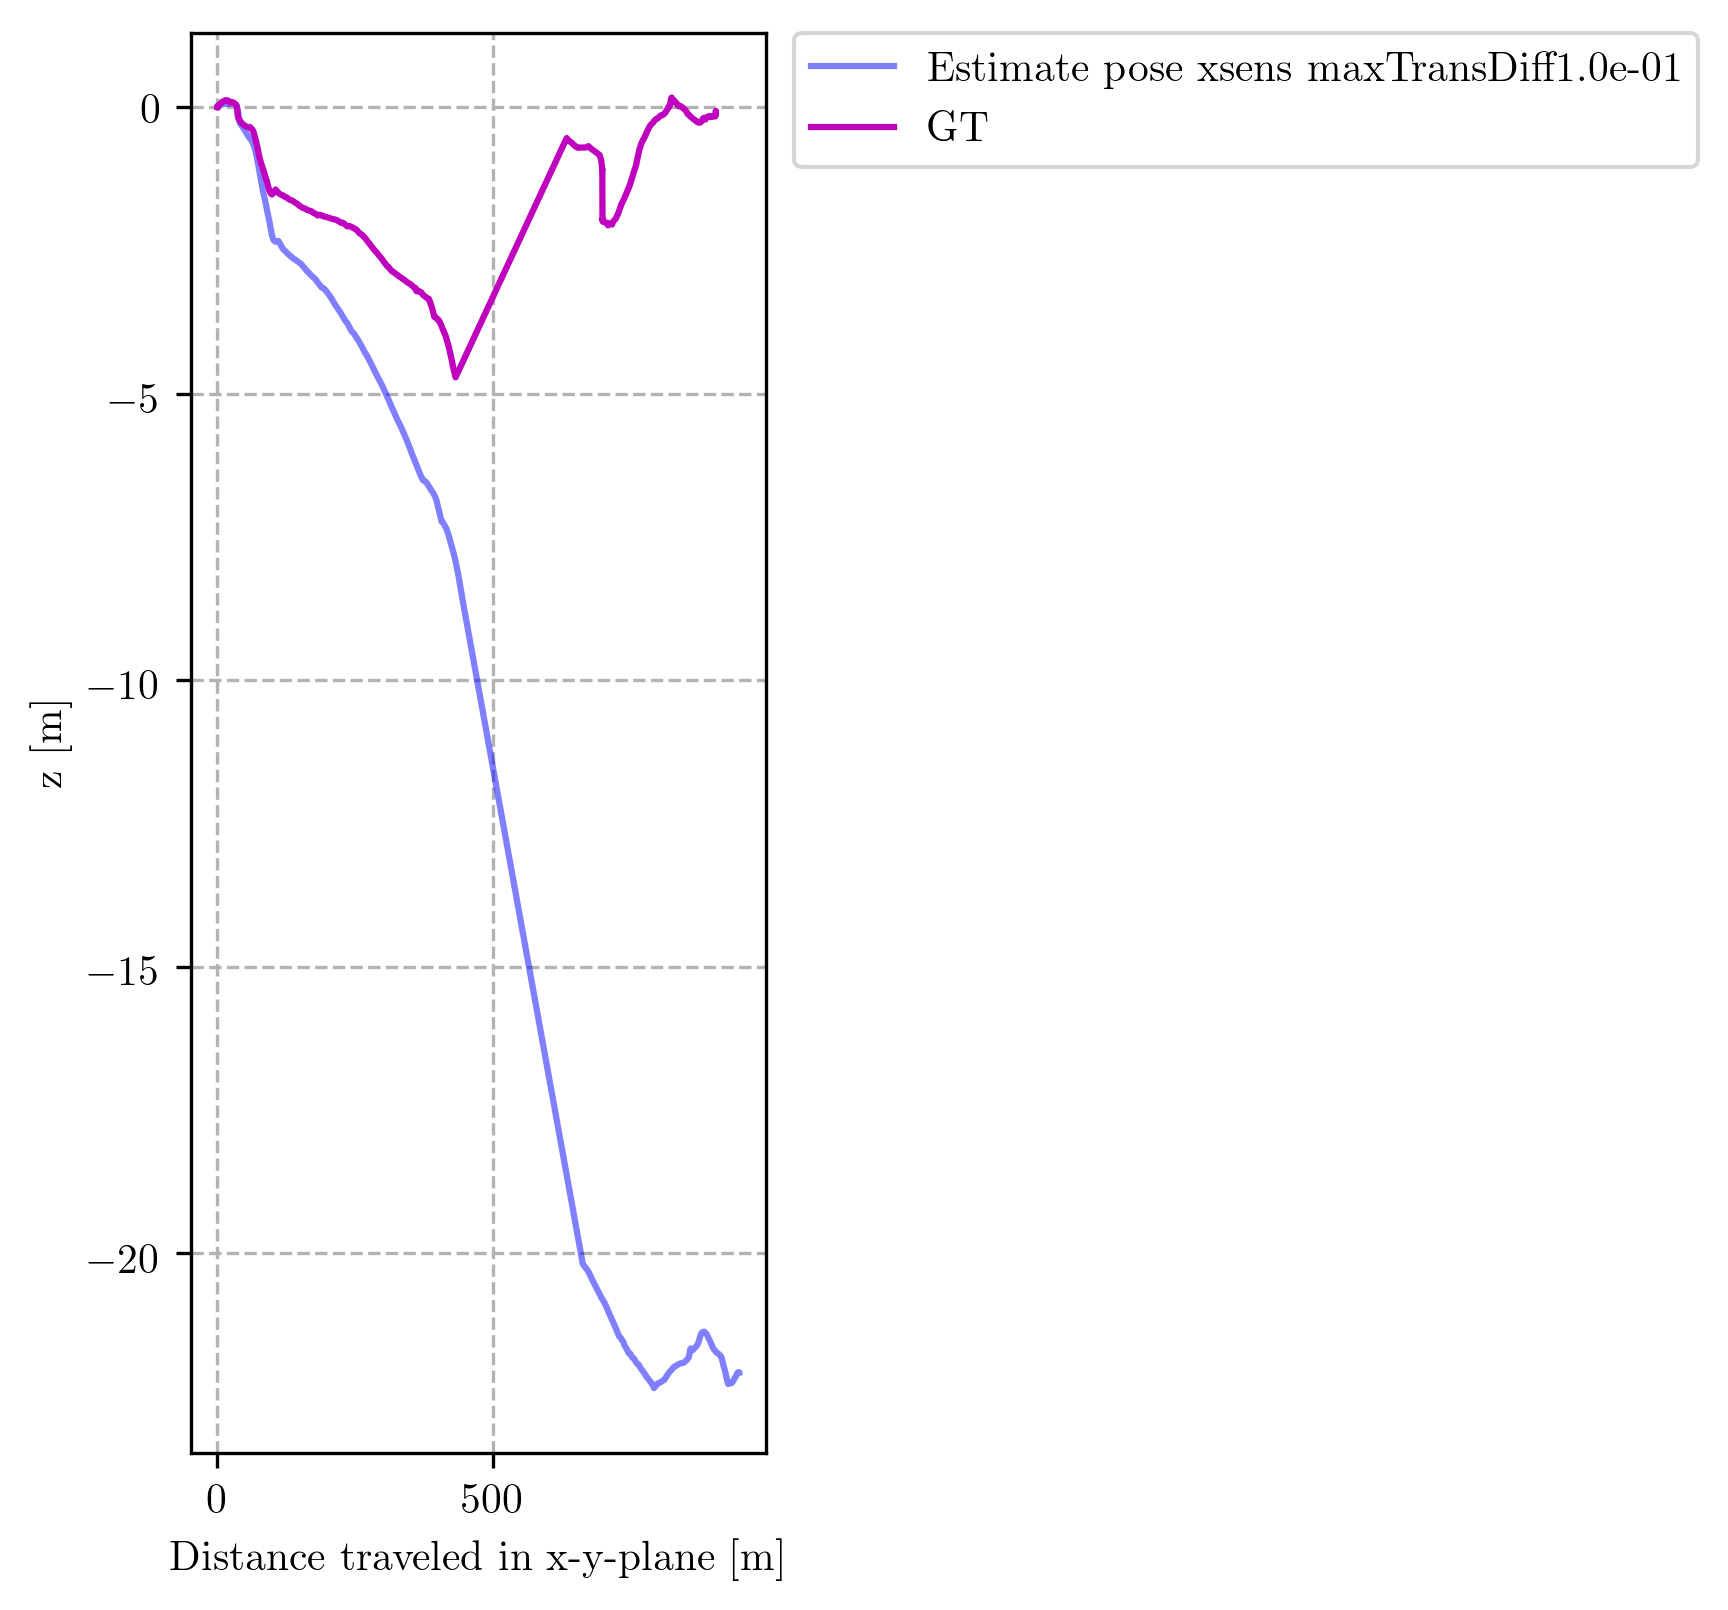 Estimate pose xsens maxTransDiff1.0e-01
GT
0
−5
−10
−15
−20
z [m]
0 500
Distance traveled in x-y-plane [m]